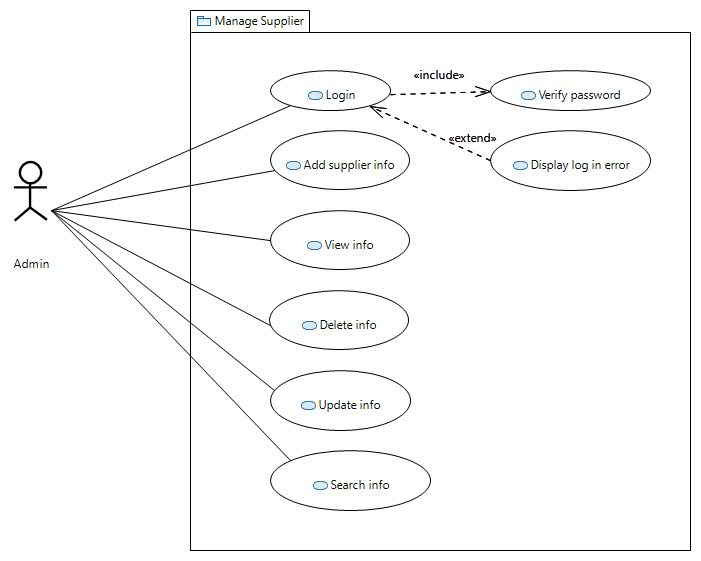 Manage Supplier
«include»
Login
Verify password
«extend»
Add supplier info
Display log in error
View info
Admin
Delete info
Update info
Search info